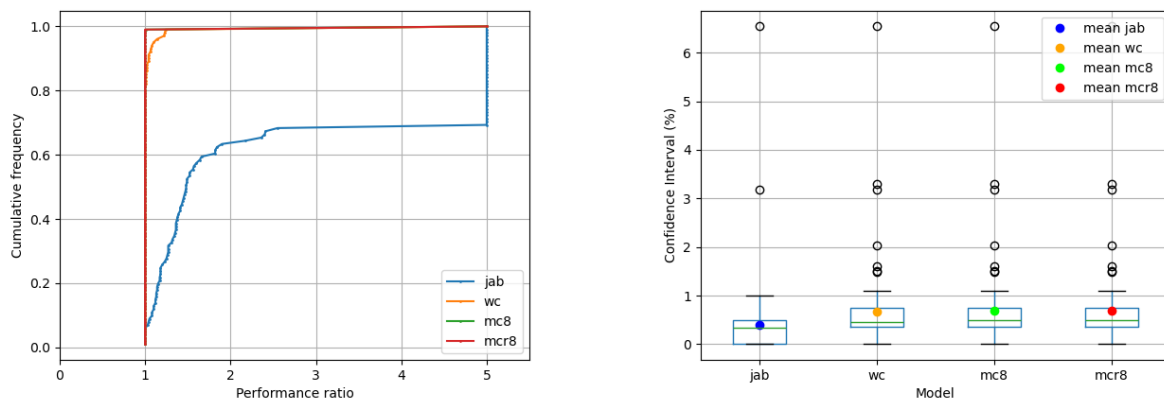 Cumulative frequency
1.0
0.8
0.6
0.4
0.2
0.0
0
1
2
3
4
5
Performance ratio
jab
wc
mc8
mcr8
Confidence Interval (%)
6
5
4
3
2
1
0
jab
wc
mc8
mcr8
Model
mean jab
mean wc
mean mc8
mean mcr8